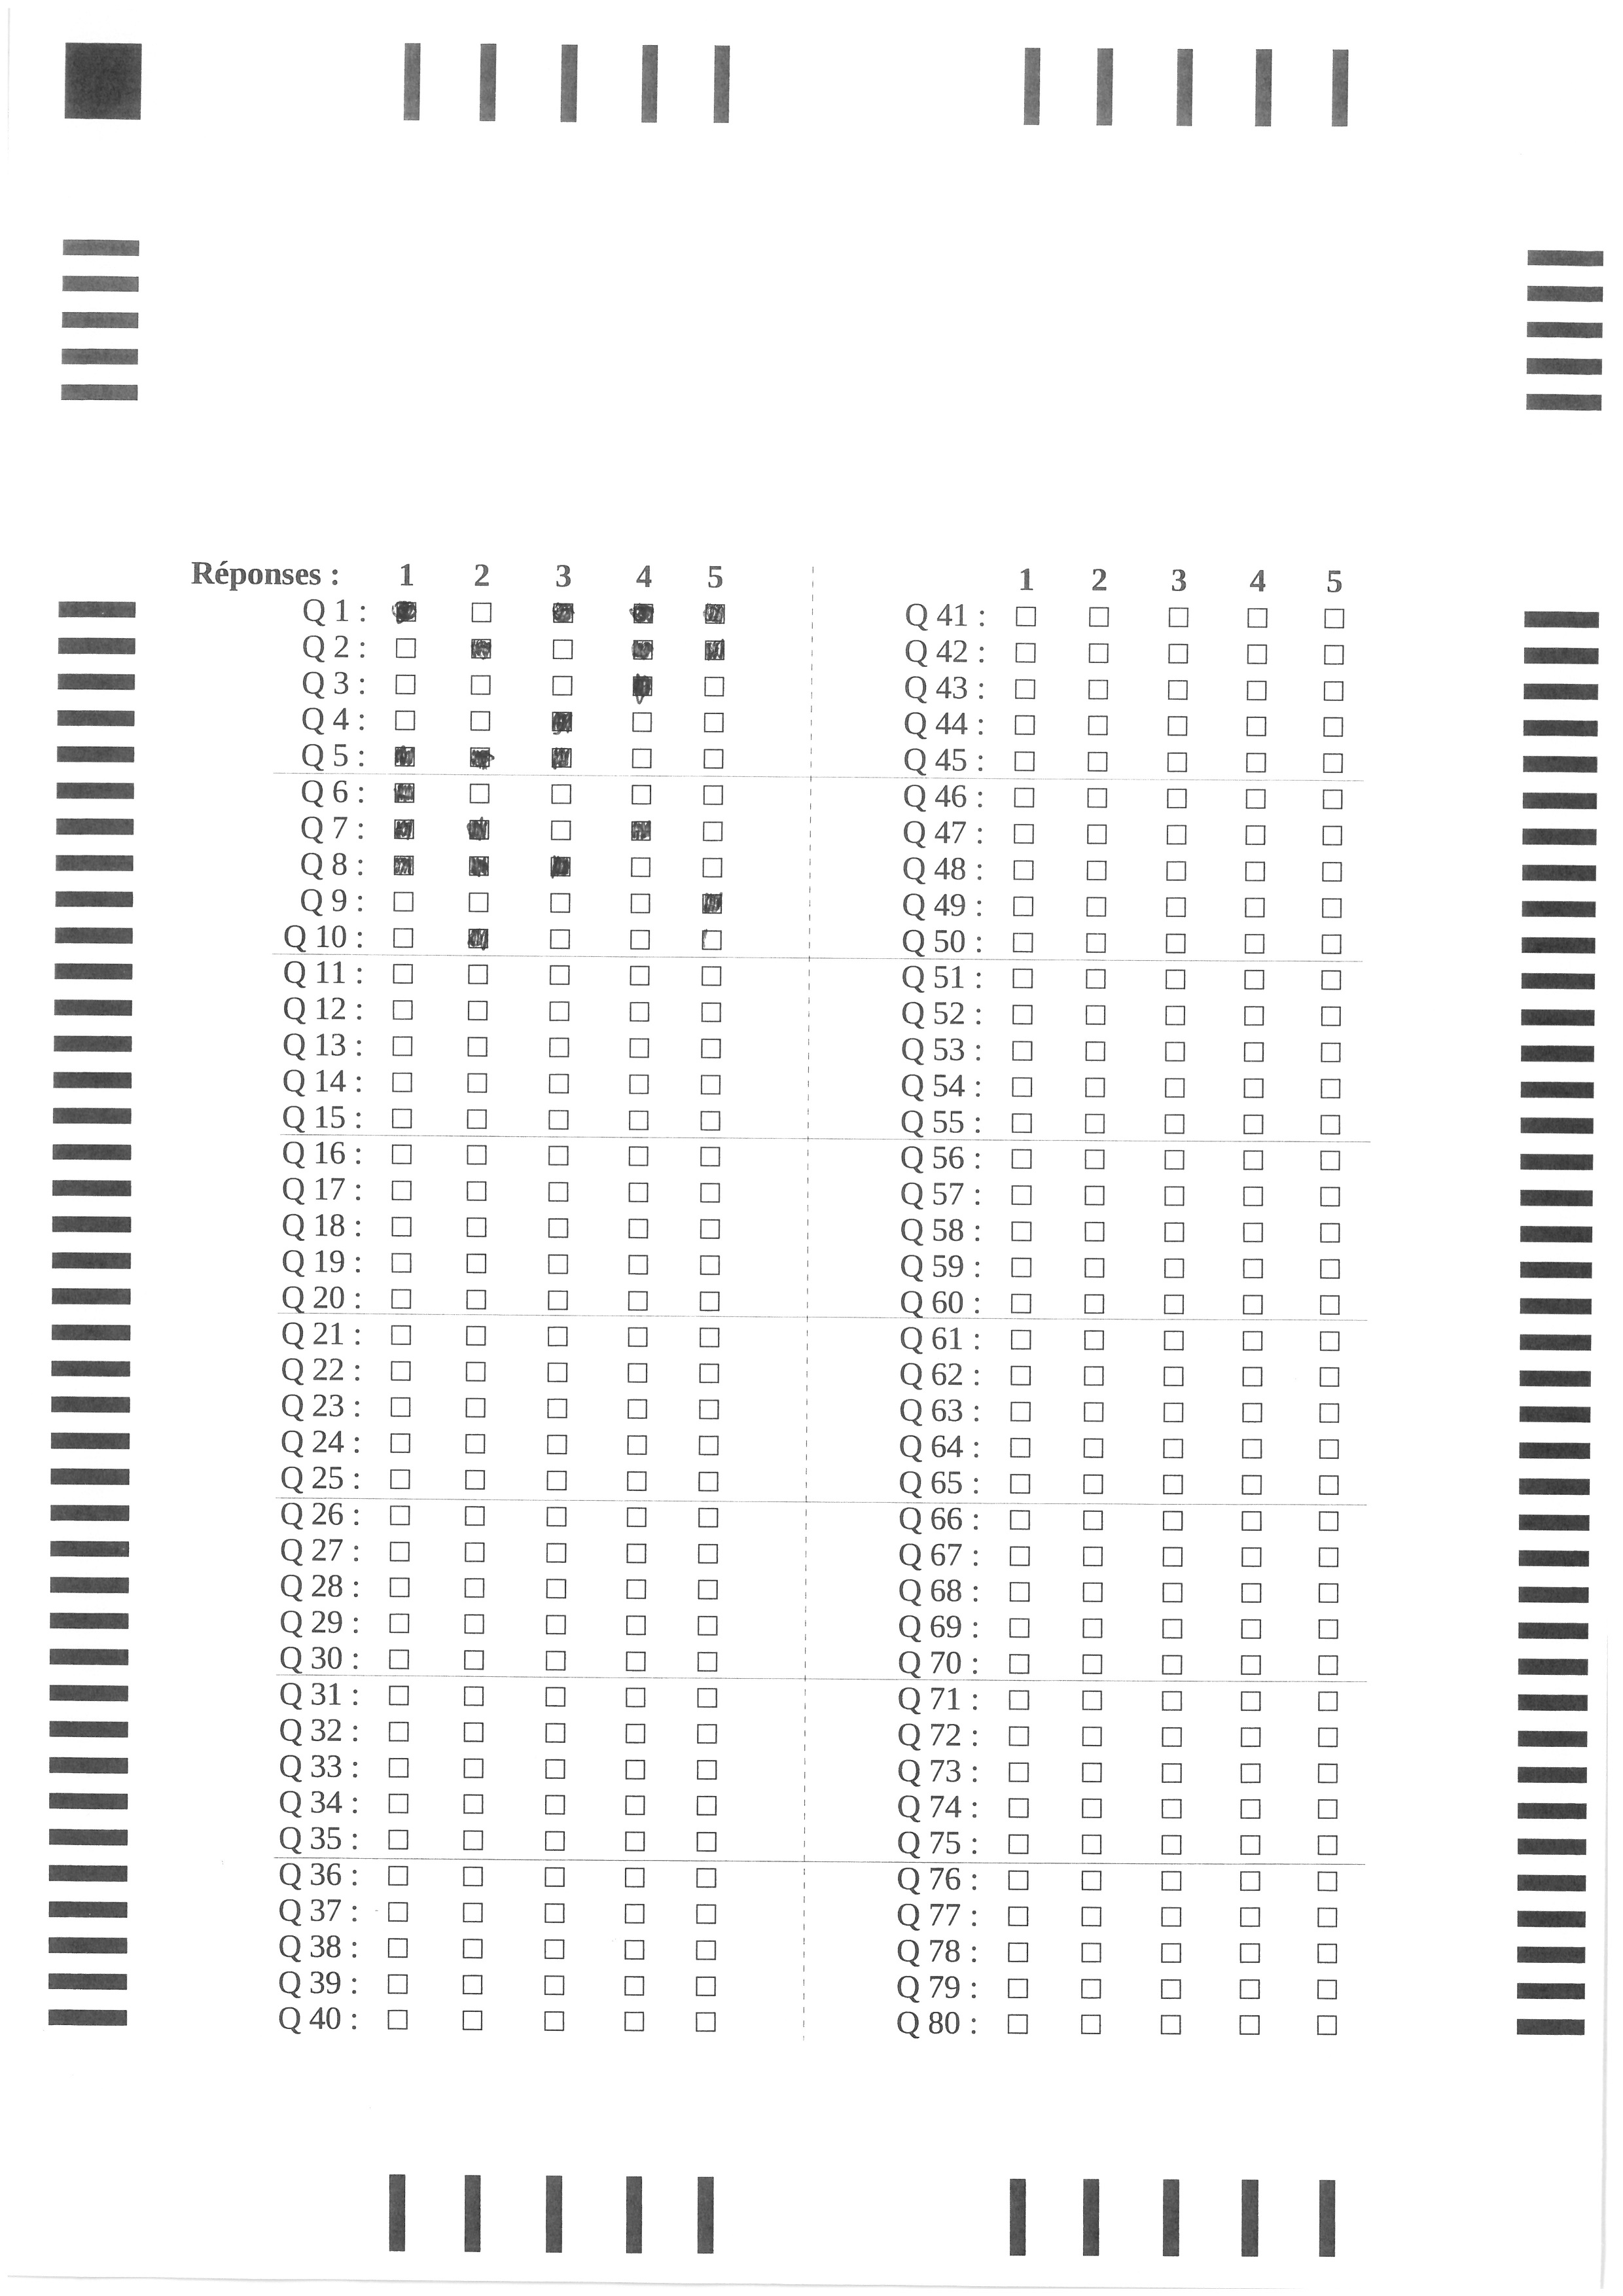 Réponses : 1 2 3 4 5
Q 1 :
Q 2 :
Q 3 :
Q 4 :
Q 5 :
Q 6 :
Q 7 :
Q 8 :
Q 9 :
Q 10 :
Q 11 :
Q 12 :
Q 13 :
Q 14 :
Q 15 :
Q 16 :
Q 17 :
Q 18 :
Q 19 :
Q 20 :
Q 21 :
Q 22 :
Q 23 :
Q 24 :
Q 25 :
Q 26 :
Q 27 :
Q 28 :
Q 29 :
Q 30 :
Q 31 :
Q 32 :
Q 33 :
Q 34 :
Q 35 :
Q 36 :
Q 37 :
Q 38 :
Q 39 :
Q 40 :
1 2 3 4 5
Q 41 :
Q 42 :
Q 43 :
Q 44 :
Q 45 :
Q 46 :
Q 47 :
Q 48 :
Q 49 :
Q 50 :
Q 51 :
Q 52 :
Q 53 :
Q 54 :
Q 55 :
Q 56 :
Q 57 :
Q 58 :
Q 59 :
Q 60 :
Q 61 :
Q 62 :
Q 63 :
Q 64 :
Q 65 :
Q 66 :
Q 67 :
Q 68 :
Q 69 :
Q 70 :
Q 71 :
Q 72 :
Q 73 :
Q 74 :
Q 75 :
Q 76 :
Q 77 :
Q 78 :
Q 79 :
Q 80 :